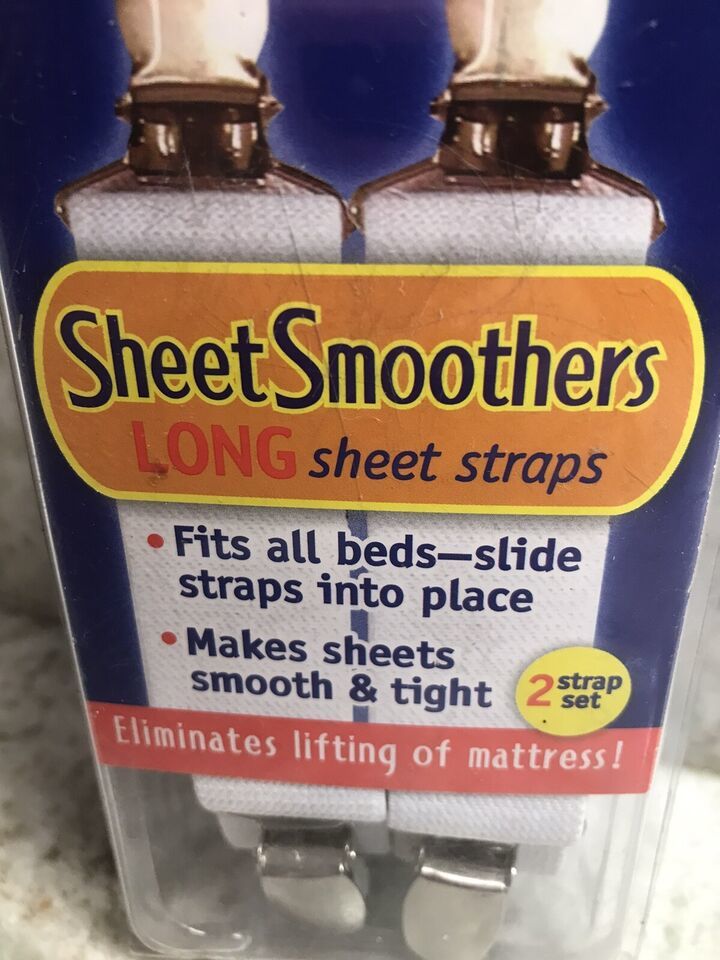 SheetSmoothers
LONG sheet straps
• Fits all beds—slide
straps into place
• Makes sheets
smooth & tight
2 strap
set
Eliminates lifting of mattress!